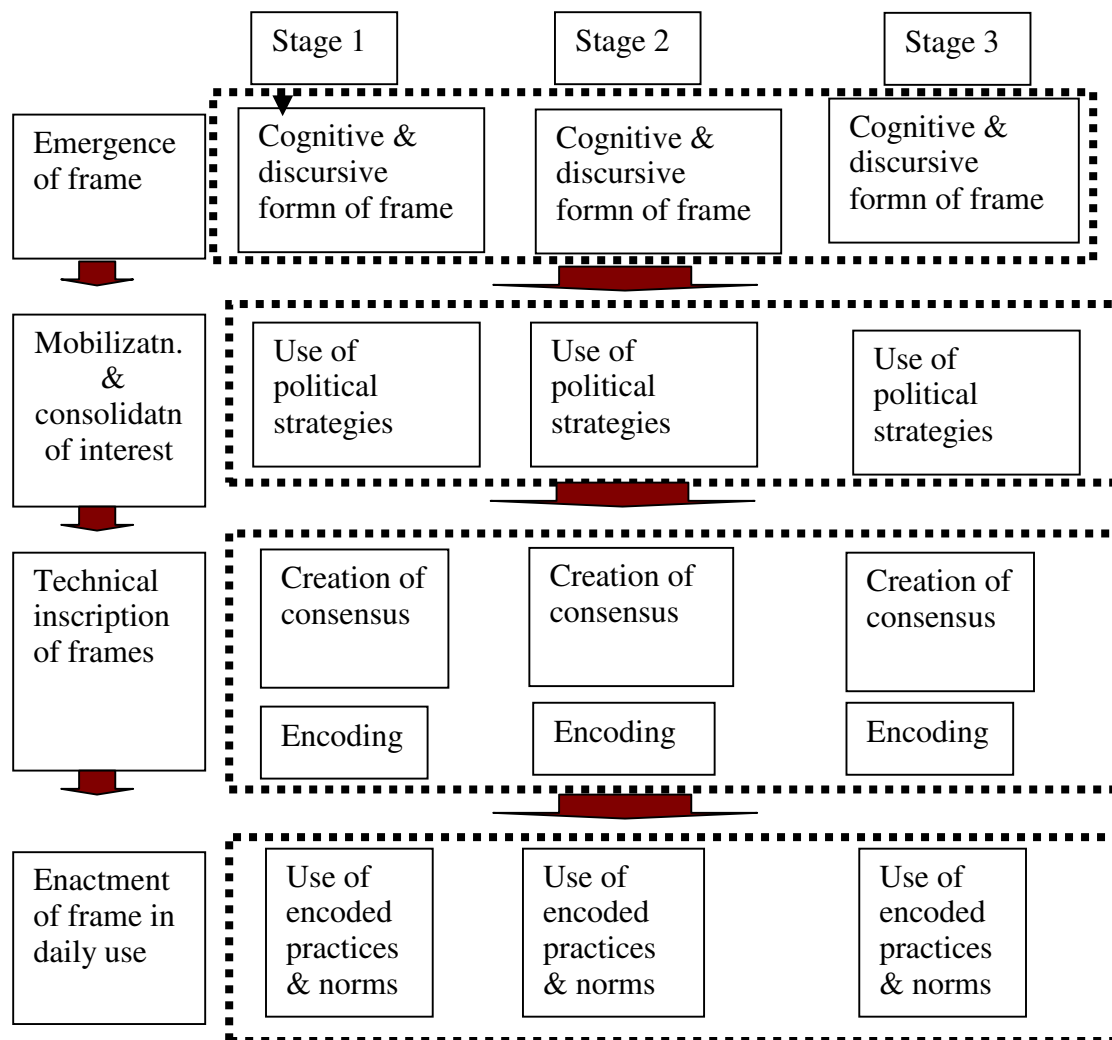 Stage 1
Stage 2
Stage 3
Emergence
of frame
Cognitive &
discursive
formn of frame
Cognitive &
discursive
formn of frame
Cognitive &
discursive
formn of frame
Mobilizatn.
&
consolidatn
of interest
Use of
political
strategies
Use of
political
strategies
Use of
political
strategies
Technical
inscription
of frames
Creation of
consensus
Creation of
consensus
Creation of
consensus
Encoding
Encoding
Encoding
Enactment
of frame in
daily use
Use of
encoded
practices
& norms
Use of
encoded
practices
& norms
Use of
encoded
practices
& norms